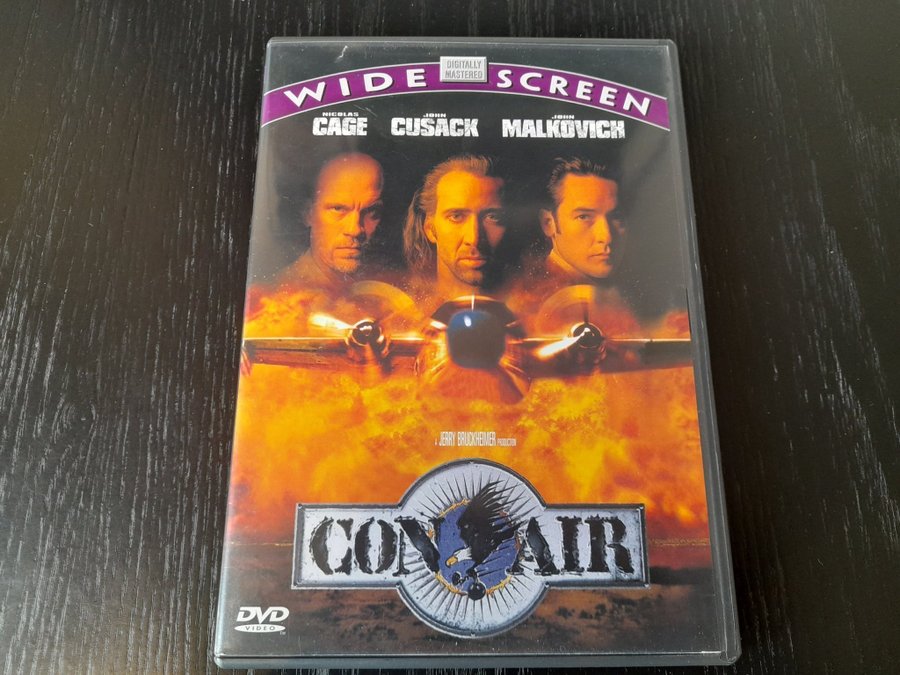 DIGITALLY
MASTERED
WIDE SCREEN
NICOLAS JOHN JOHN
CAGE CUSACK MALKOVICH
A JERRY BRUCKHEIMER PRODUCTION
CON AIR
DVD
VIDEO